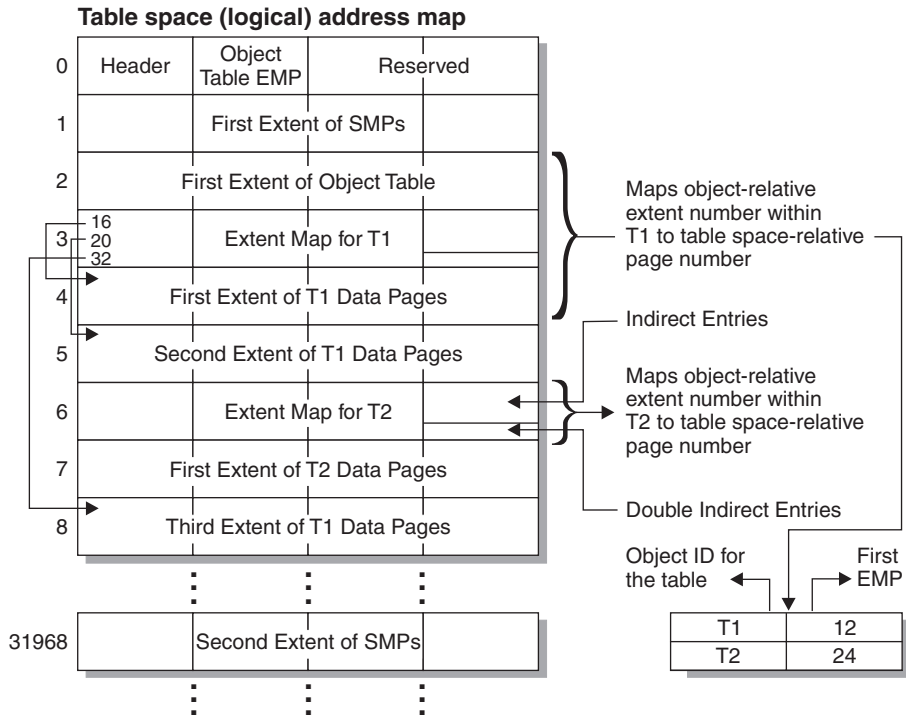 Table space (logical) address map
0
Header
Object
Table EMP
Reserved
1
First Extent of SMPs
2
First Extent of Object Table
3
16
20
32
Extent Map for T1
4
First Extent of T1 Data Pages
5
Second Extent of T1 Data Pages
6
Extent Map for T2
7
First Extent of T2 Data Pages
8
Third Extent of T1 Data Pages
31968
Second Extent of SMPs
Maps object-relative
extent number within
T1 to table space-relative
page number
Indirect Entries
Maps object-relative
extent number within
T2 to table space-relative
page number
Double Indirect Entries
Object ID for
the table
First
EMP
T1 12
T2 24